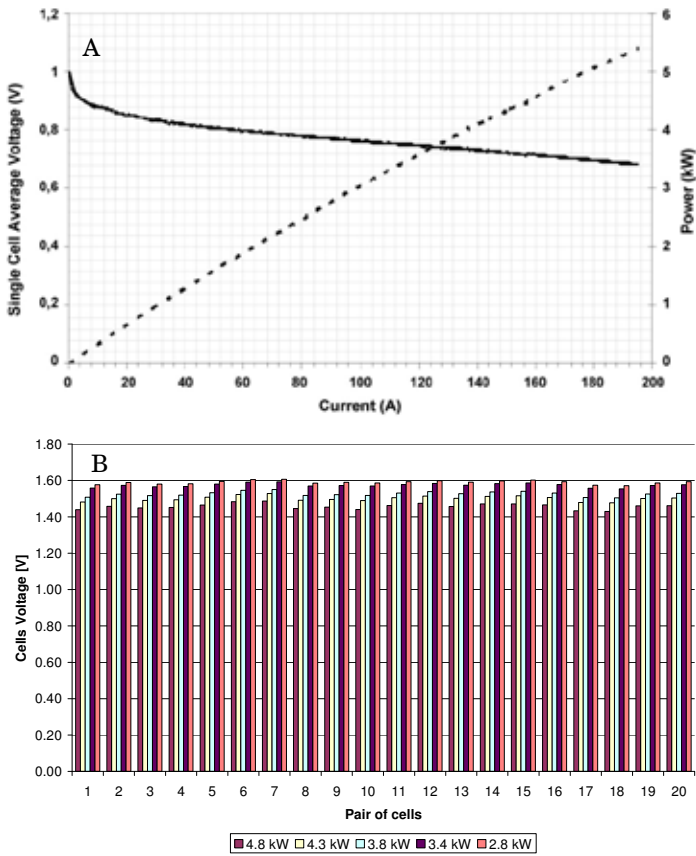 A
1,2
1
0,8
0,6
0,4
0,2
0
Single Cell Average Voltage (V)
6
5
4
3
2
1
0
Power (kW)
0 20 40 60 80 100 120 140 160 180 200
Current (A)
B
1.80
1.60
1.40
1.20
1.00
0.80
0.60
0.40
0.20
0.00
Cells Voltage [V]
1 2 3 4 5 6 7 8 9 10 11 12 13 14 15 16 17 18 19 20
Pair of cells
4.8 kW 4.3 kW 3.8 kW 3.4 kW 2.8 kW